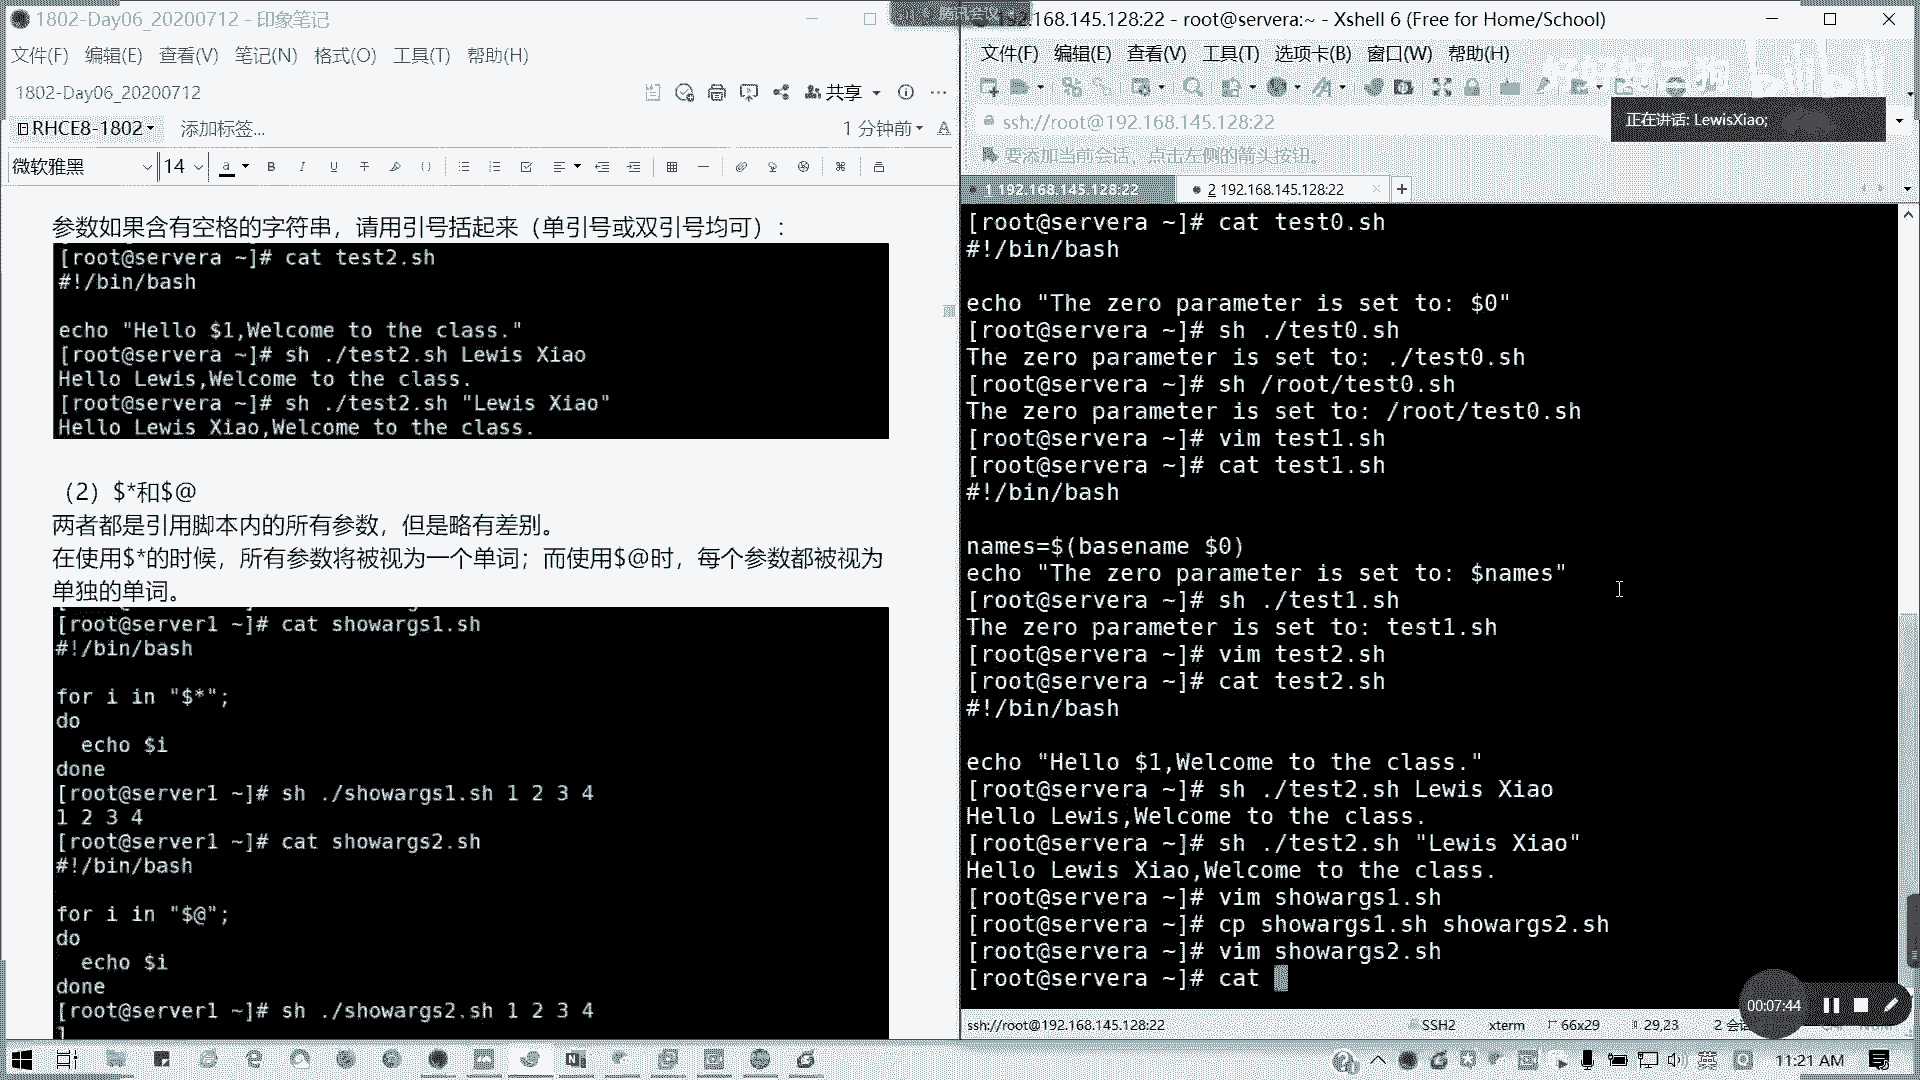 1802-Day06_20200712 - 印象笔记
文件(F) 编辑(E) 查看(V) 笔记(N) 格式(O) 工具(T) 帮助(H)
1802-Day06_20200712
共享
RHCE8-1802
添加标签...
1 分钟前
微软雅黑
14
参数如果含有空格的字符串，请用引号括起来（单引号或双引号均可）：
[root@servera ~]# cat test2.sh
#!/bin/bash
echo "Hello $1,Welcome to the class."
[root@servera ~]# sh ./test2.sh Lewis Xiao
Hello Lewis,Welcome to the class.
[root@servera ~]# sh ./test2.sh "Lewis Xiao"
Hello Lewis Xiao,Welcome to the class.
（2）$*和$@
两者都是引用脚本内的所有参数，但是略有差别。
在使用$*的时候，所有参数将被视为一个单词；而使用$@时，每个参数都被视为
单独的单词。
[root@server1 ~]# cat showargs1.sh
#!/bin/bash
for i in "$*";
do
echo $i
done
[root@server1 ~]# sh ./showargs1.sh 1 2 3 4
1 2 3 4
[root@server1 ~]# cat showargs2.sh
#!/bin/bash
for i in "$@";
do
echo $i
done
[root@server1 ~]# sh ./showargs2.sh 1 2 3 4
1
腾讯会议
192.168.145.128:22 - root@servera:~ - Xshell 6 (Free for Home/School)
文件(F) 编辑(E) 查看(V) 工具(T) 选项卡(B) 窗口(W) 帮助(H)
bilibili
ssh://root@192.168.145.128:22
正在讲话: LewisXiao;
要添加当前会话，点击左侧的箭头按钮。
1 192.168.145.128:22
2 192.168.145.128:22
[root@servera ~]# cat test0.sh
#!/bin/bash
echo "The zero parameter is set to: $0"
[root@servera ~]# sh ./test0.sh
The zero parameter is set to: ./test0.sh
[root@servera ~]# sh /root/test0.sh
The zero parameter is set to: /root/test0.sh
[root@servera ~]# vim test1.sh
[root@servera ~]# cat test1.sh
#!/bin/bash
names=$(basename $0)
echo "The zero parameter is set to: $names"
[root@servera ~]# sh ./test1.sh
The zero parameter is set to: test1.sh
[root@servera ~]# vim test2.sh
[root@servera ~]# cat test2.sh
#!/bin/bash
echo "Hello $1,Welcome to the class."
[root@servera ~]# sh ./test2.sh Lewis Xiao
Hello Lewis,Welcome to the class.
[root@servera ~]# sh ./test2.sh "Lewis Xiao"
Hello Lewis Xiao,Welcome to the class.
[root@servera ~]# vim showargs1.sh
[root@servera ~]# cp showargs1.sh showargs2.sh
[root@servera ~]# vim showargs2.sh
[root@servera ~]# cat
00:07:44
ssh://root@192.168.145.128:22
SSH2
xterm
66x29
29,23
2 会
英
11:21 AM